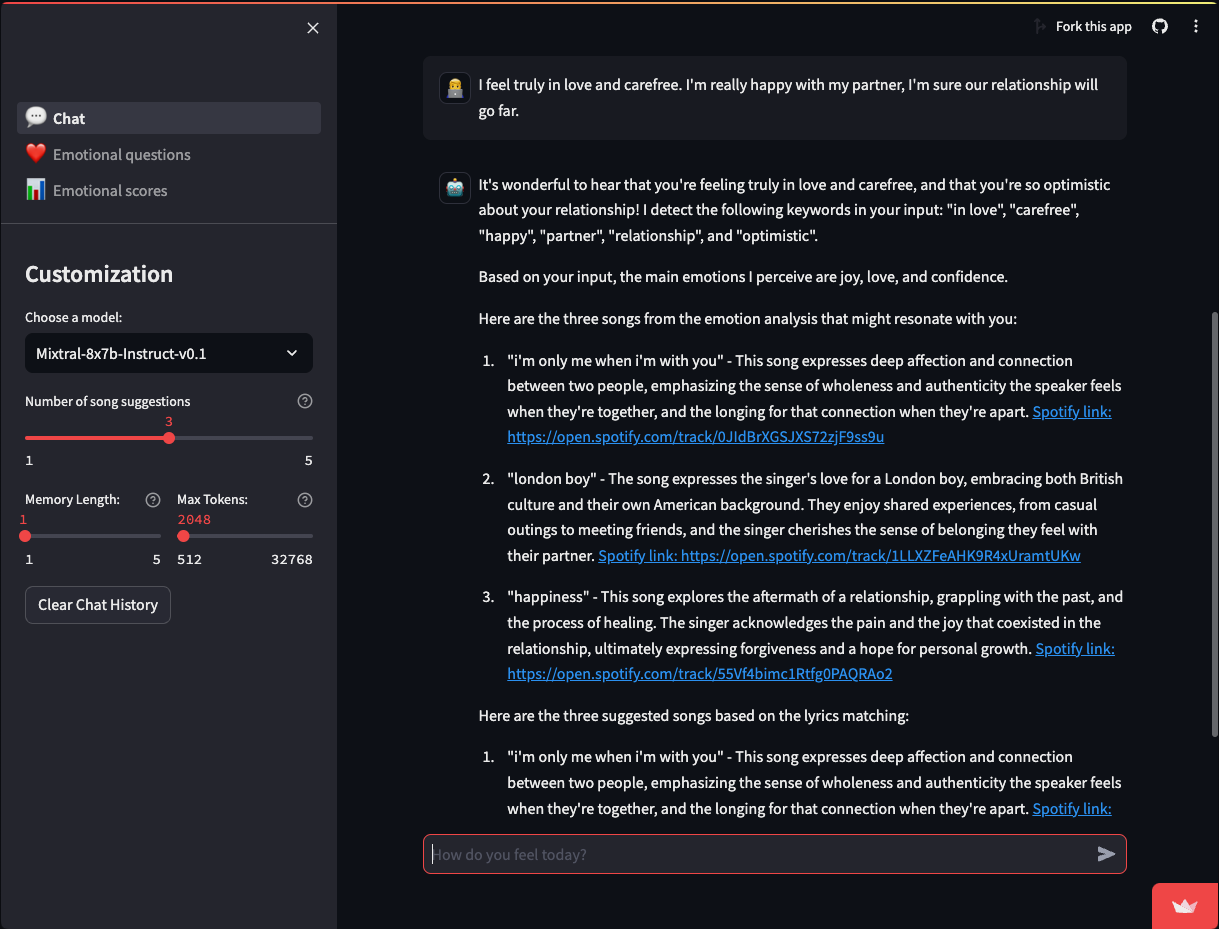 Fork this app
Chat
Emotional questions
Emotional scores
Customization
Choose a model:
Mixtral-8x7b-Instruct-v0.1
Number of song suggestions
3
1 5
Memory Length: Max Tokens:
1 2048
1 5 512 32768
Clear Chat History
I feel truly in love and carefree. I'm really happy with my partner, I'm sure our relationship will
go far.
It's wonderful to hear that you're feeling truly in love and carefree, and that you're so optimistic
about your relationship! I detect the following keywords in your input: "in love", "carefree",
"happy", "partner", "relationship", and "optimistic".
Based on your input, the main emotions I perceive are joy, love, and confidence.
Here are the three songs from the emotion analysis that might resonate with you:
1. "i'm only me when i'm with you" - This song expresses deep affection and connection
between two people, emphasizing the sense of wholeness and authenticity the speaker feels
when they're together, and the longing for that connection when they're apart. Spotify link:
https://open.spotify.com/track/0JIdBrXGSJXS72zjF9ss9u
2. "london boy" - The song expresses the singer's love for a London boy, embracing both British
culture and their own American background. They enjoy shared experiences, from casual
outings to meeting friends, and the singer cherishes the sense of belonging they feel with
their partner. Spotify link: https://open.spotify.com/track/1LLXZFeAHK9R4xUramtUKw
3. "happiness" - This song explores the aftermath of a relationship, grappling with the past, and
the process of healing. The singer acknowledges the pain and the joy that coexisted in the
relationship, ultimately expressing forgiveness and a hope for personal growth. Spotify link:
https://open.spotify.com/track/55Vf4bimc1Rtfg0PAQRAo2
Here are the three suggested songs based on the lyrics matching:
1. "i'm only me when i'm with you" - This song expresses deep affection and connection
between two people, emphasizing the sense of wholeness and authenticity the speaker feels
when they're together, and the longing for that connection when they're apart. Spotify link:
How do you feel today?